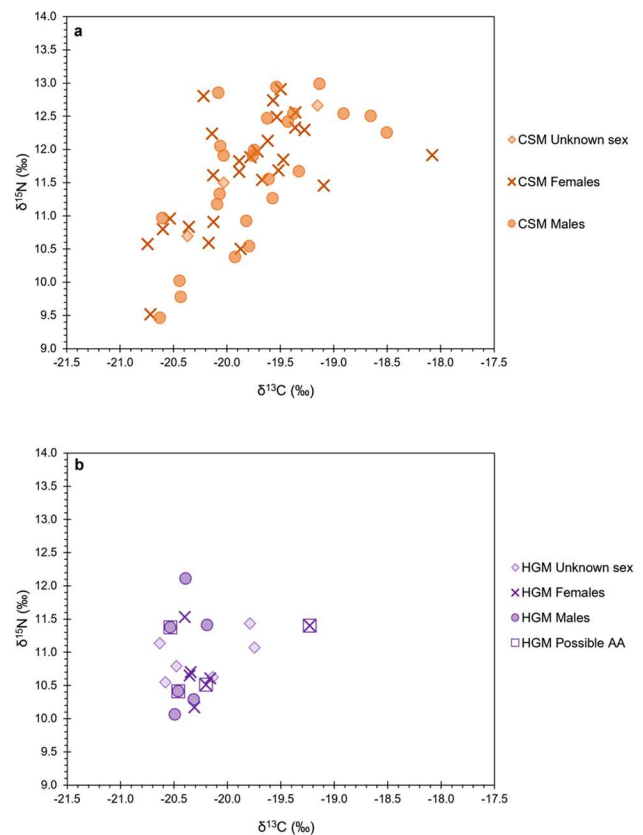 a
14.0
13.5
13.0
12.5
12.0
11.5
11.0
10.5
10.0
9.5
9.0
δ15N (‰)
-21.5 -21.0 -20.5 -20.0 -19.5 -19.0 -18.5 -18.0 -17.5
δ13C (‰)
CSM Unknown sex
CSM Females
CSM Males
b
14.0
13.5
13.0
12.5
12.0
11.5
11.0
10.5
10.0
9.5
9.0
δ15N (‰)
-21.5 -21.0 -20.5 -20.0 -19.5 -19.0 -18.5 -18.0 -17.5
δ13C (‰)
HGM Unknown sex
HGM Females
HGM Males
HGM Possible AA